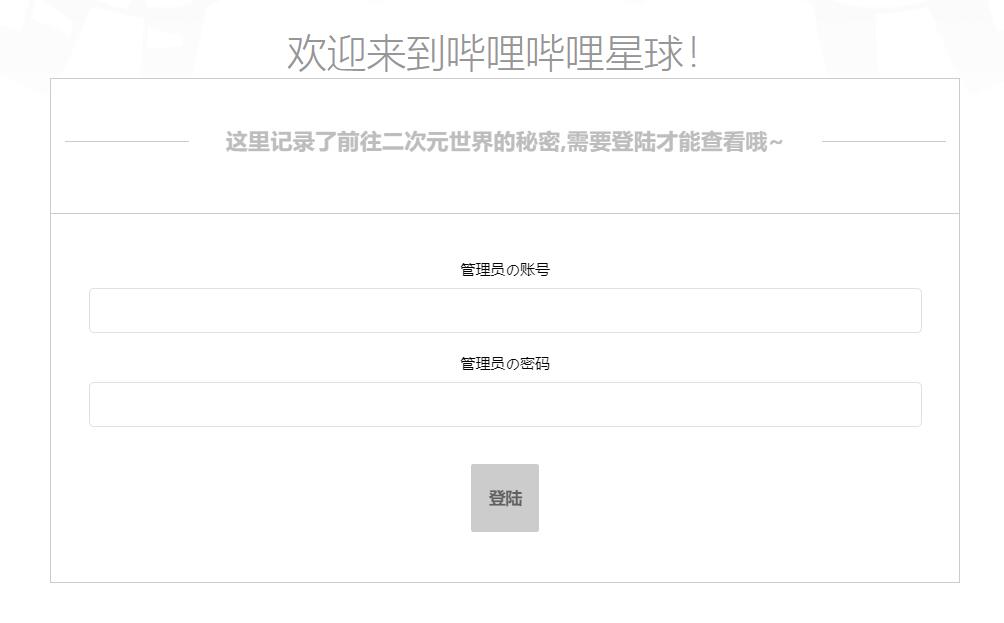 欢迎来到哔哩哔哩星球！
这里记录了前往二次元世界的秘密,需要登陆才能查看哦~
管理员の账号
管理员の密码
登陆